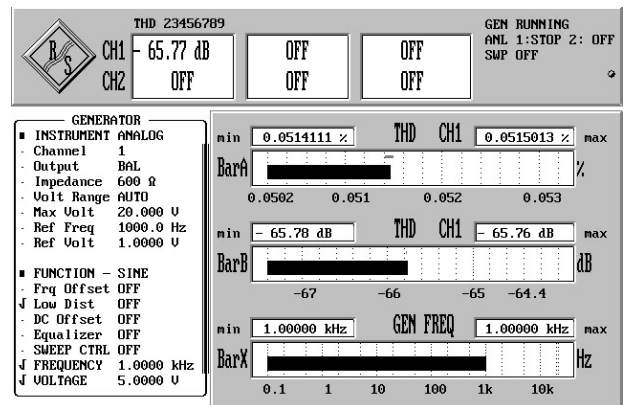 THD 23456789
R S
CH1 - 65.77 dB OFF OFF
CH2 OFF OFF OFF
GEN RUNNING
ANL 1:STOP 2: OFF
SWP OFF
GENERATOR
INSTRUMENT ANALOG
Channel 1
Output BAL
Impedance 600 Ω
Volt Range AUTO
Max Volt 20.000 V
Ref Freq 1000.0 Hz
Ref Volt 1.0000 V
FUNCTION - SINE
Frq Offset OFF
Low Dist OFF
DC Offset OFF
Equalizer OFF
SWEEP CTRL OFF
FREQUENCY 1.0000 kHz
VOLTAGE 5.0000 V
min 0.0514111 % THD CH1 0.0515013 % max
BarA %
0.0502 0.051 0.052 0.053
min - 65.78 dB THD CH1 - 65.76 dB max
BarB dB
-67 -66 -65 -64.4
min 1.00000 kHz GEN FREQ 1.00000 kHz max
BarX Hz
0.1 1 10 100 1k 10k